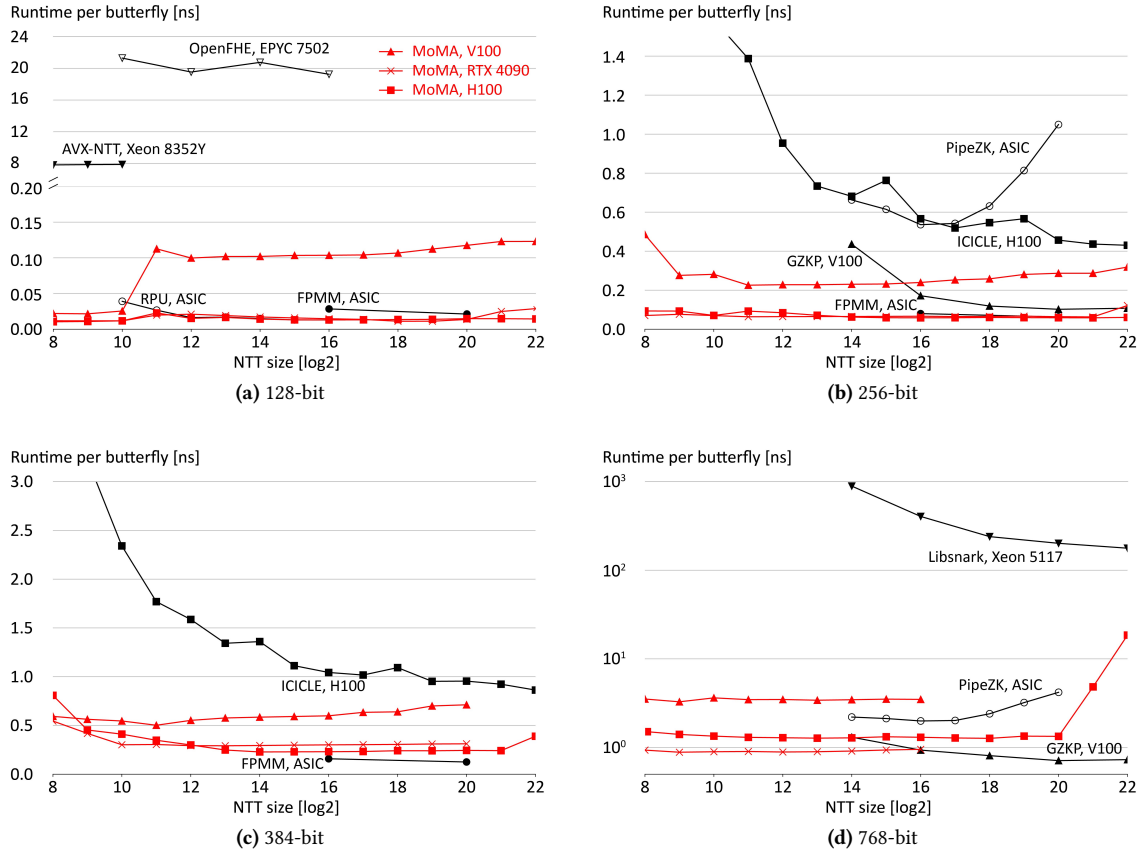 Runtime per butterfly [ns]
24
20
16
12
8
0.20
0.15
0.10
0.05
0.00
OpenFHE, EPYC 7502
MoMA, V100
MoMA, RTX 4090
MoMA, H100
AVX-NTT, Xeon 8352Y
RPU, ASIC
FPMM, ASIC
8 10 12 14 16 18 20 22
NTT size [log2]
(a) 128-bit
Runtime per butterfly [ns]
1.4
1.2
1.0
0.8
0.6
0.4
0.2
0.0
PipeZK, ASIC
ICICLE, H100
GZKP, V100
FPMM, ASIC
8 10 12 14 16 18 20 22
NTT size [log2]
(b) 256-bit
Runtime per butterfly [ns]
3.0
2.5
2.0
1.5
1.0
0.5
0.0
ICICLE, H100
FPMM, ASIC
8 10 12 14 16 18 20 22
NTT size [log2]
(c) 384-bit
Runtime per butterfly [ns]
10³
10²
10¹
10⁰
Libsnark, Xeon 5117
PipeZK, ASIC
GZKP, V100
8 10 12 14 16 18 20 22
NTT size [log2]
(d) 768-bit